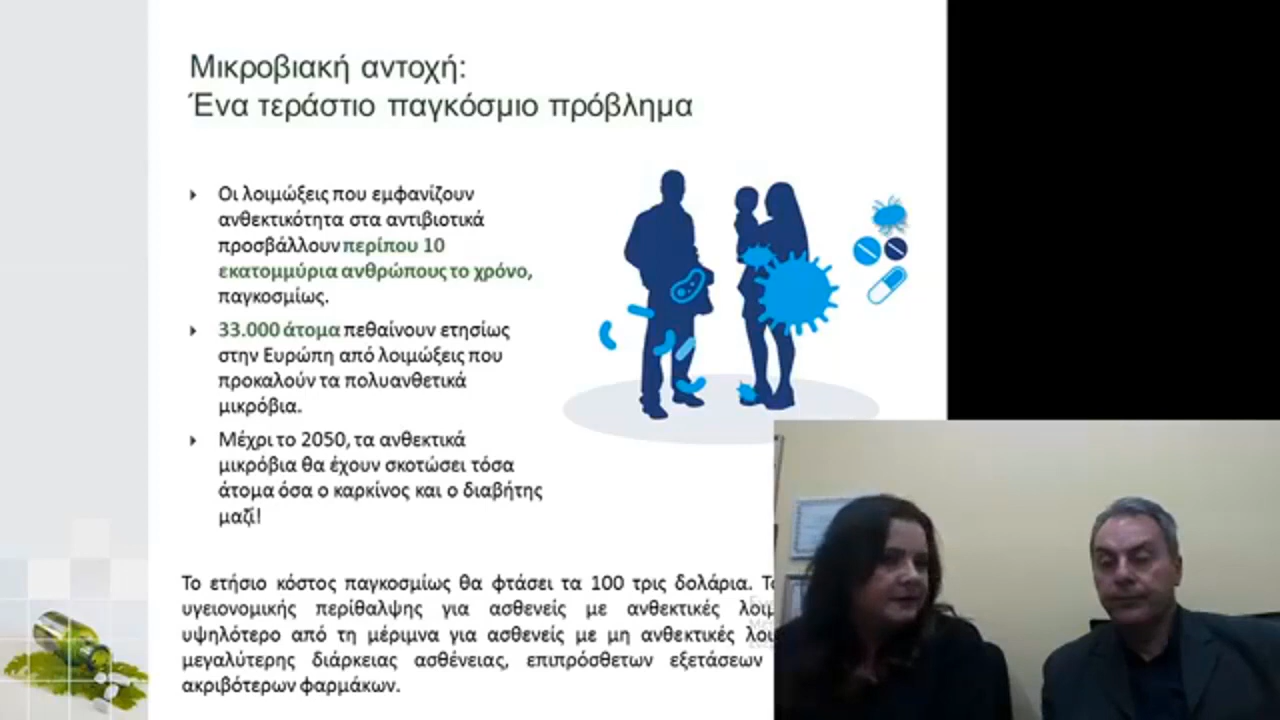 Μικροβιακή αντοχή:
Ένα τεράστιο παγκόσμιο πρόβλημα
Οι λοιμώξεις που εμφανίζουν
ανθεκτικότητα στα αντιβιοτικά
προσβάλλουν περίπου 10
εκατομμύρια ανθρώπους το χρόνο,
παγκοσμίως.
33.000 άτομα πεθαίνουν ετησίως
στην Ευρώπη από λοιμώξεις που
προκαλούν τα πολυανθετικά
μικρόβια.
Μέχρι το 2050, τα ανθεκτικά
μικρόβια θα έχουν σκοτώσει τόσα
άτομα όσα ο καρκίνος και ο διαβήτης
μαζί!
Το ετήσιο κόστος παγκοσμίως θα φτάσει τα 100 τρις δολάρια.
υγειονομικής περίθαλψης για ασθενείς με ανθεκτικές
υψηλότερο από τη μέριμνα για ασθενείς με μη ανθεκτικές
μεγαλύτερης διάρκειας ασθένειας, επιπρόσθετων εξετάσεων
ακριβότερων φαρμάκων.